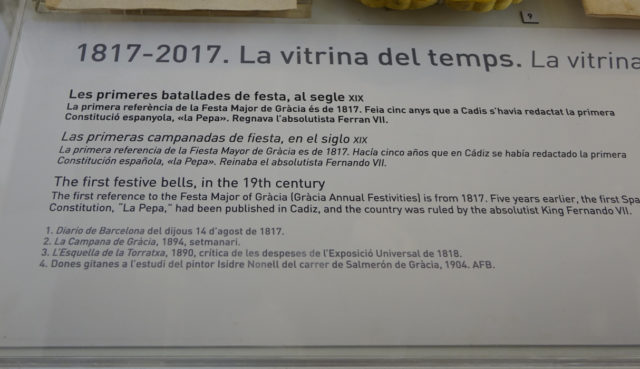 9
1817-2017. La vitrina del temps. La vitrina
Les primeres batallades de festa, al segle XIX
La primera referència de la Festa Major de Gràcia és de 1817. Feia cinc anys que a Cadis s'havia redactat la primera
Constitució espanyola, «la Pepa». Regnava l'absolutista Ferran VII.
Las primeras campanadas de fiesta, en el siglo XIX
La primera referencia de la Fiesta Mayor de Gràcia es de 1817. Hacía cinco años que en Cádiz se había redactado la primera
Constitución española, «la Pepa». Reinaba el absolutista Fernando VII.
The first festive bells, in the 19th century
The first reference to the Festa Major of Gràcia (Gràcia Annual Festivities) is from 1817. Five years earlier, the first Spa
Constitution, "La Pepa," had been published in Cadiz, and the country was ruled by the absolutist King Fernando VII.
1. Diario de Barcelona del dijous 14 d'agost de 1817.
2. La Campana de Gràcia, 1894, setmanari.
3. L'Esquella de la Torratxa, 1890, crítica de les despeses de l'Exposició Universal de 1818.
4. Dones gitanes a l'estudi del pintor Isidre Nonell del carrer de Salmerón de Gràcia, 1904. AFB.